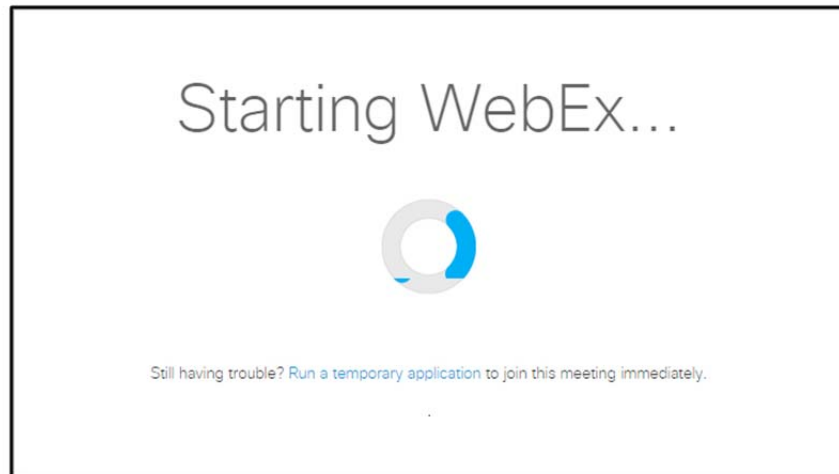 Starting WebEx...
Still having trouble? Run a temporary application to join this meeting immediately.
.